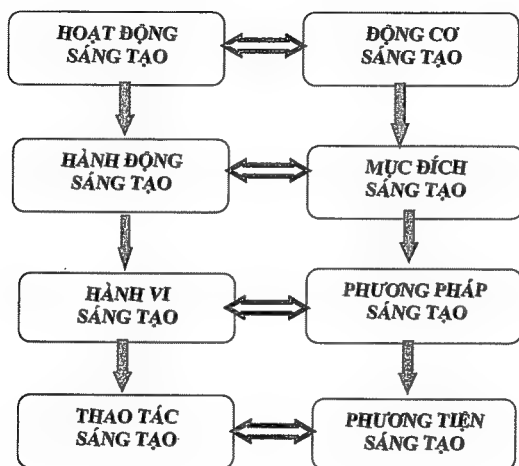 HOẠT ĐỘNG
SÁNG TẠO
ĐỘNG CƠ
SÁNG TẠO
HÀNH ĐỘNG
SÁNG TẠO
MỤC ĐÍCH
SÁNG TẠO
HÀNH VI
SÁNG TẠO
PHƯƠNG PHÁP
SÁNG TẠO
THAO TÁC
SÁNG TẠO
PHƯƠNG TIỆN
SÁNG TẠO